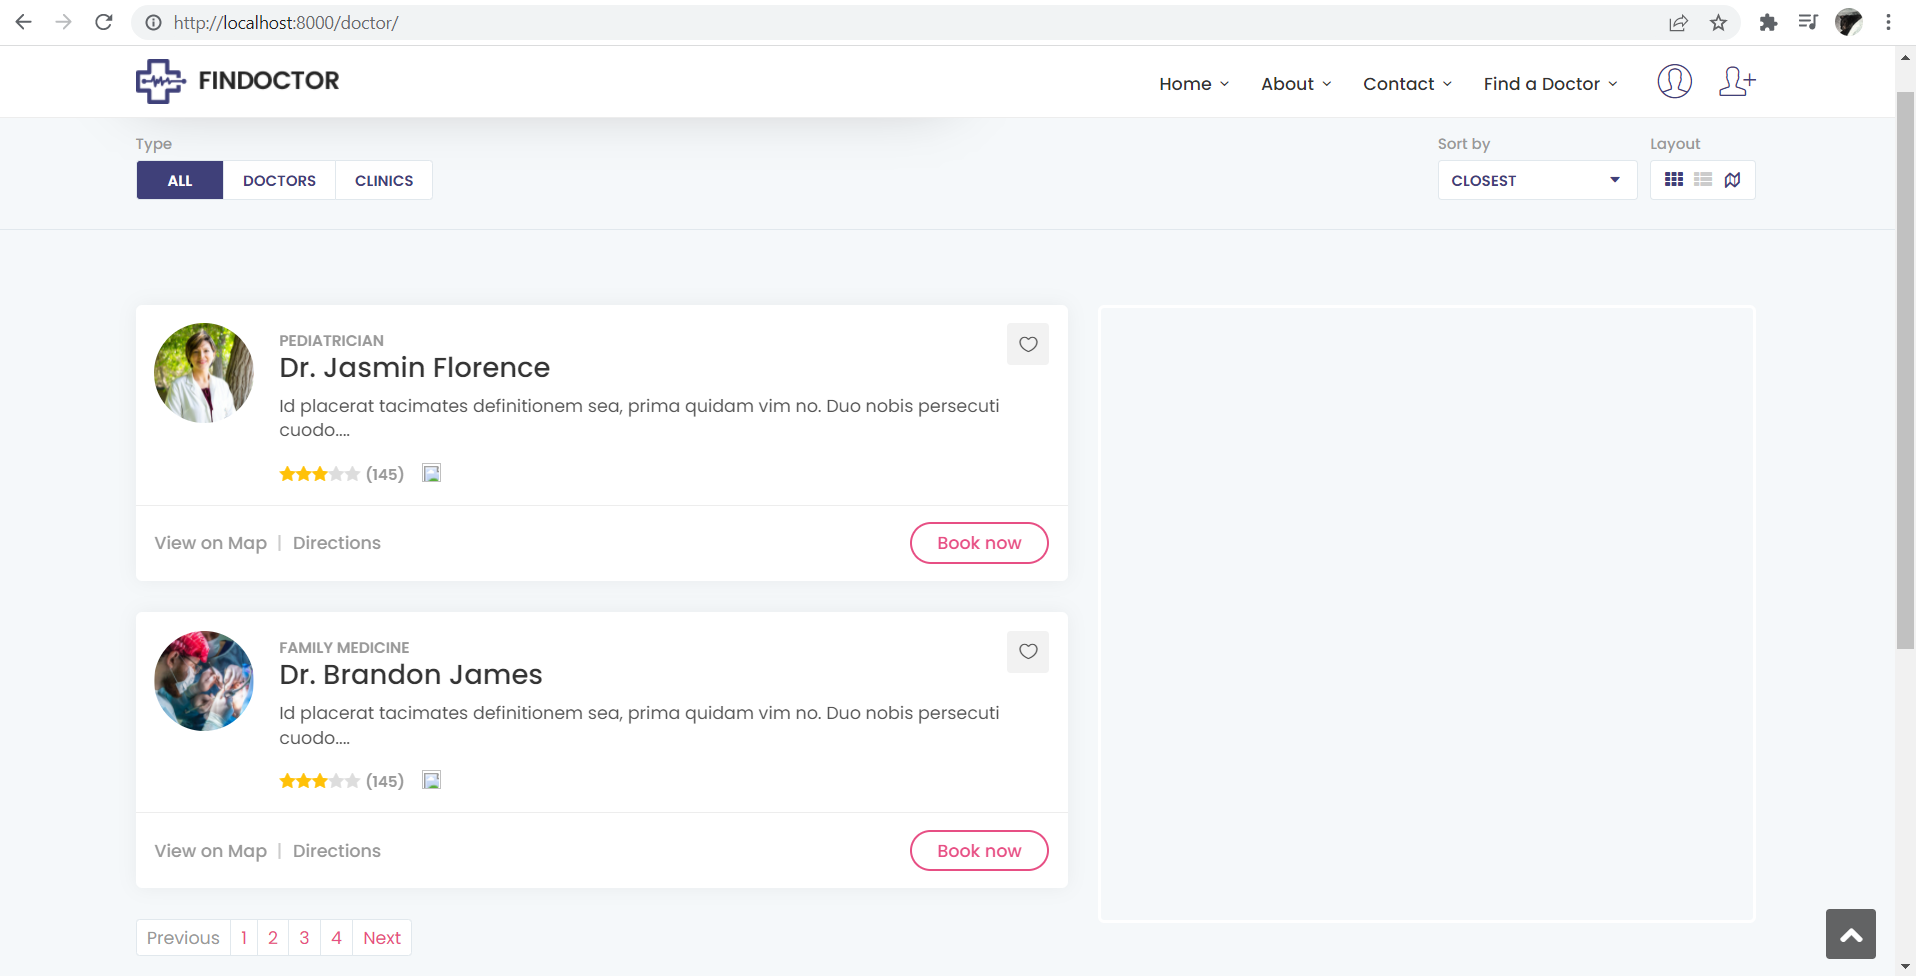 http://localhost:8000/doctor/
FINDOCTOR
Home About Contact Find a Doctor
Type
ALL DOCTORS CLINICS
Sort by
CLOSEST
Layout
PEDIATRICIAN
Dr. Jasmin Florence
Id placerat tacimates definitionem sea, prima quidam vim no. Duo nobis persecuti
cuodo....
(145)
View on Map | Directions
Book now
FAMILY MEDICINE
Dr. Brandon James
Id placerat tacimates definitionem sea, prima quidam vim no. Duo nobis persecuti
cuodo....
(145)
View on Map | Directions
Book now
Previous 1 2 3 4 Next